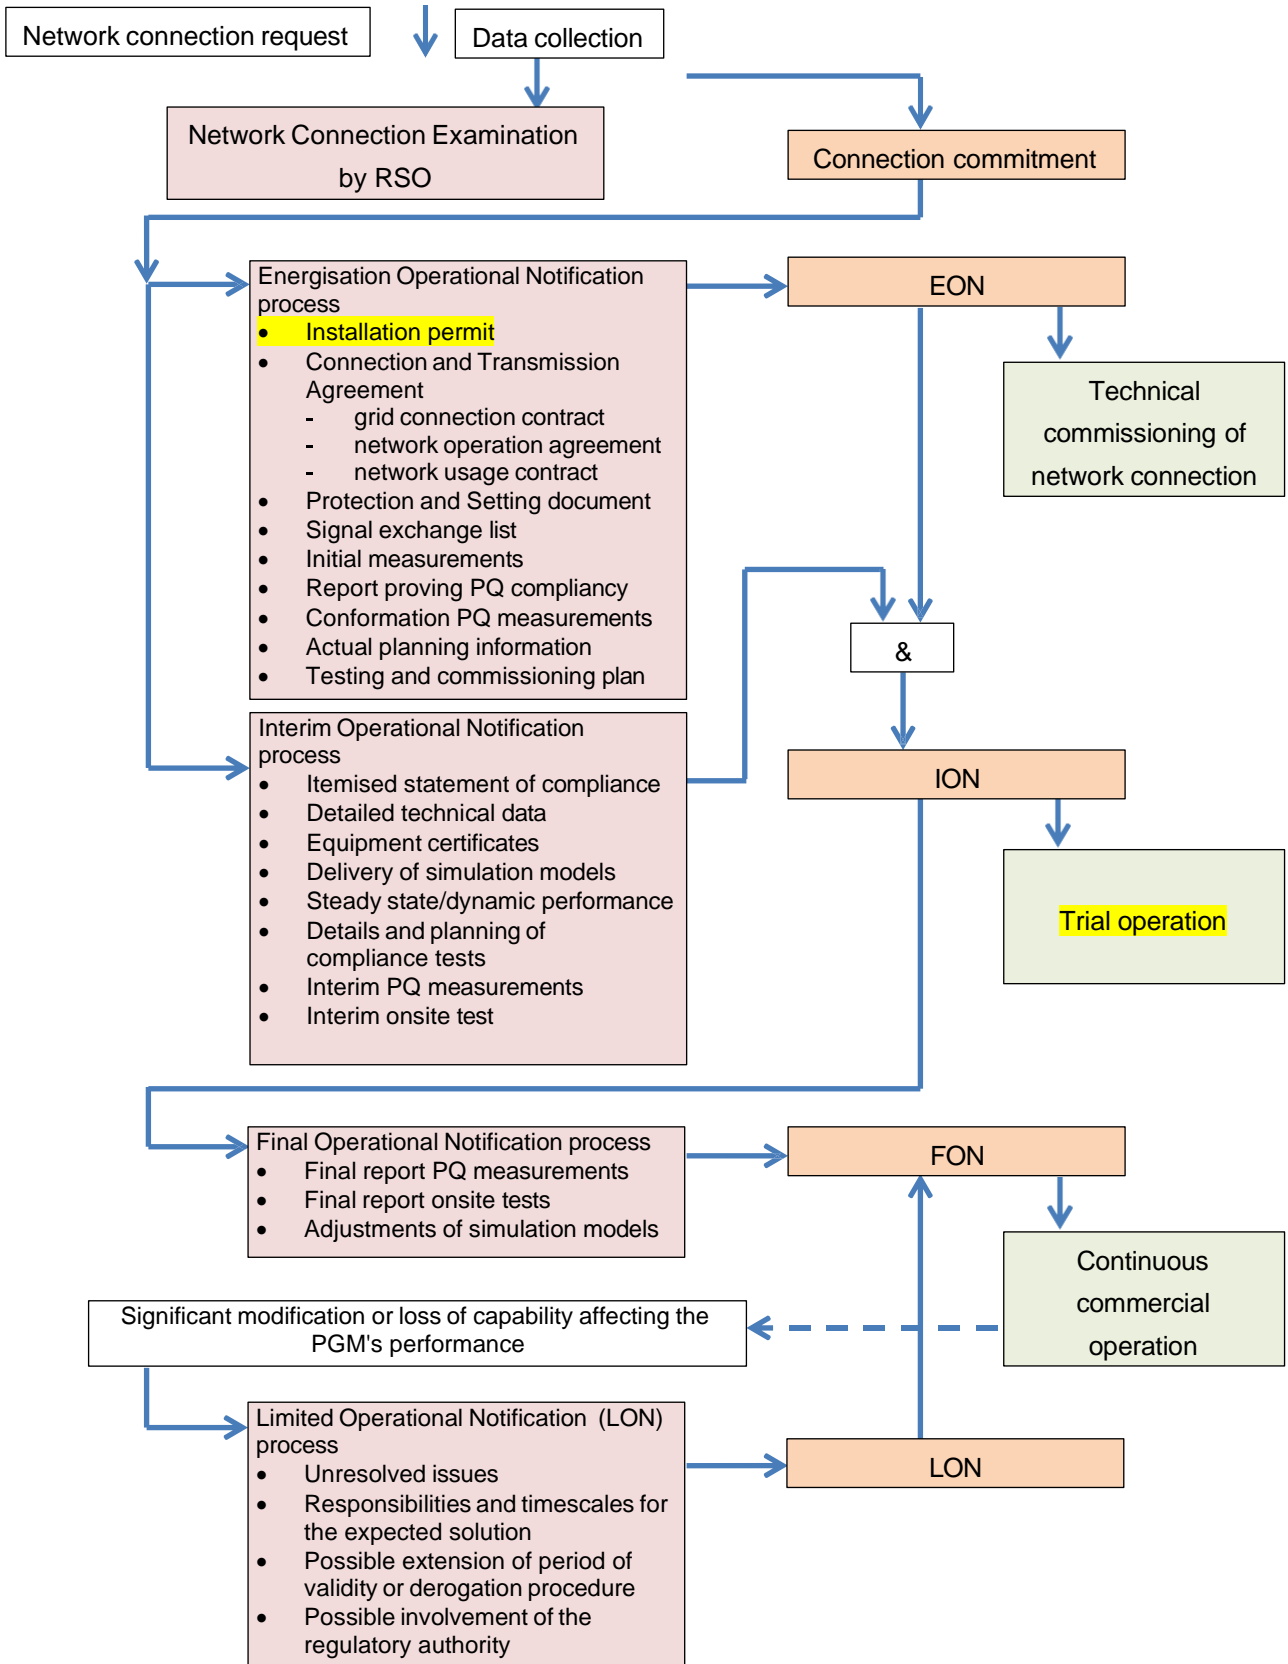 Network connection request
Data collection
Network Connection Examination
by RSO
Connection commitment
Energisation Operational Notification
process
• Installation permit
• Connection and Transmission
Agreement
- grid connection contract
- network operation agreement
- network usage contract
• Protection and Setting document
• Signal exchange list
• Initial measurements
• Report proving PQ compliancy
• Conformation PQ measurements
• Actual planning information
• Testing and commissioning plan
EON
Technical
commissioning of
network connection
&
Interim Operational Notification
process
• Itemised statement of compliance
• Detailed technical data
• Equipment certificates
• Delivery of simulation models
• Steady state/dynamic performance
• Details and planning of
compliance tests
• Interim PQ measurements
• Interim onsite test
ION
Trial operation
Final Operational Notification process
• Final report PQ measurements
• Final report onsite tests
• Adjustments of simulation models
FON
Continuous
commercial
operation
Significant modification or loss of capability affecting the
PGM's performance
Limited Operational Notification (LON)
process
• Unresolved issues
• Responsibilities and timescales for
the expected solution
• Possible extension of period of
validity or derogation procedure
• Possible involvement of the
regulatory authority
LON